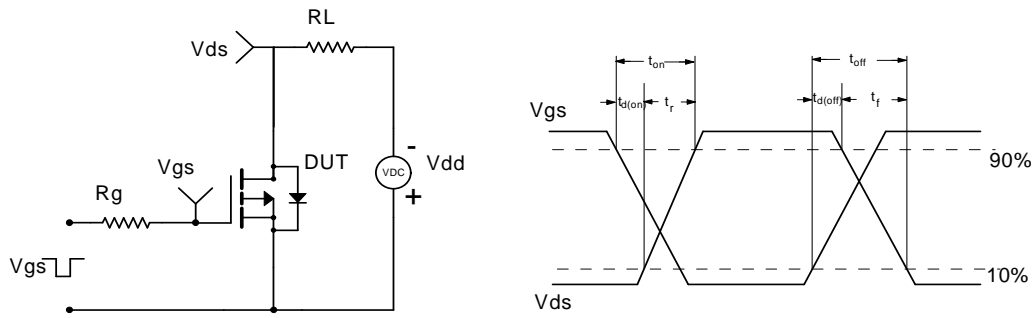 RL
Vds
Vgs
DUT
-
VDC
Vdd
+
Rg
Vgs
ton
toff
td(on)
tr
td(off)
tf
Vgs
90%
10%
Vds